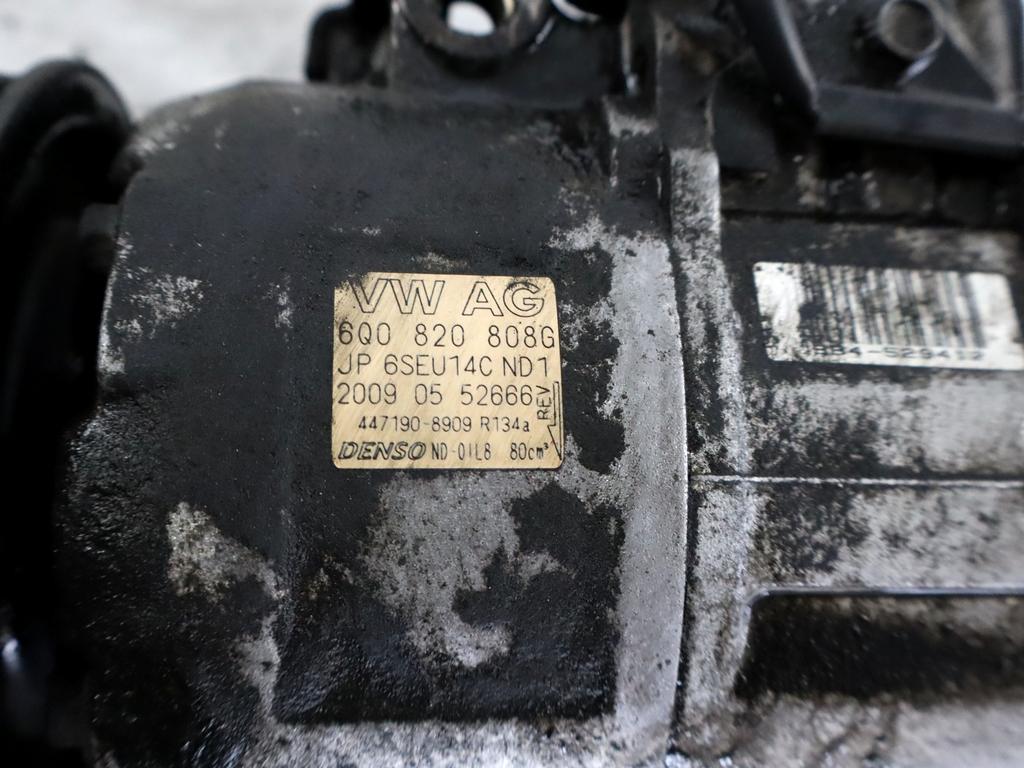 VW AG
6Q0 820 808G
JP 6SEU14C ND1
2009 05 52666
REV
447190-8909 R134a
DENSO ND-OIL8 80cm³